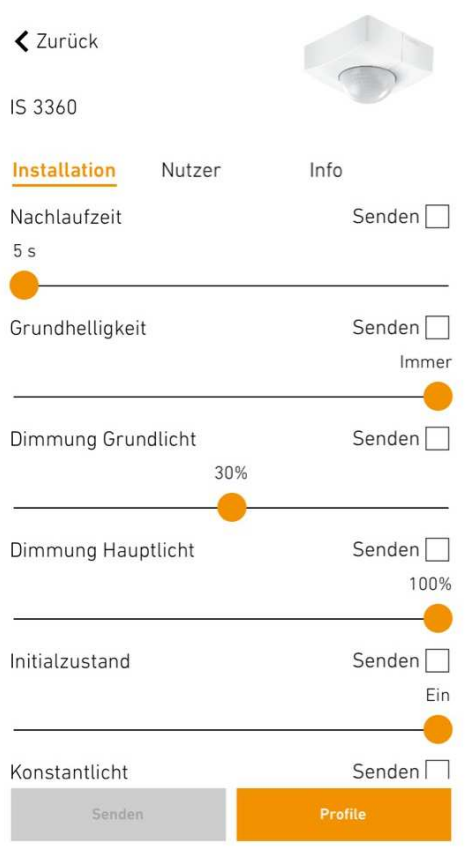 Zurück
IS 3360
Installation Nutzer Info
Nachlaufzeit Senden
5 s
Grundhelligkeit Senden
Immer
Dimmung Grundlicht Senden
30%
Dimmung Hauptlicht Senden
100%
Initialzustand Senden
Ein
Konstantlicht Senden
Senden Profile